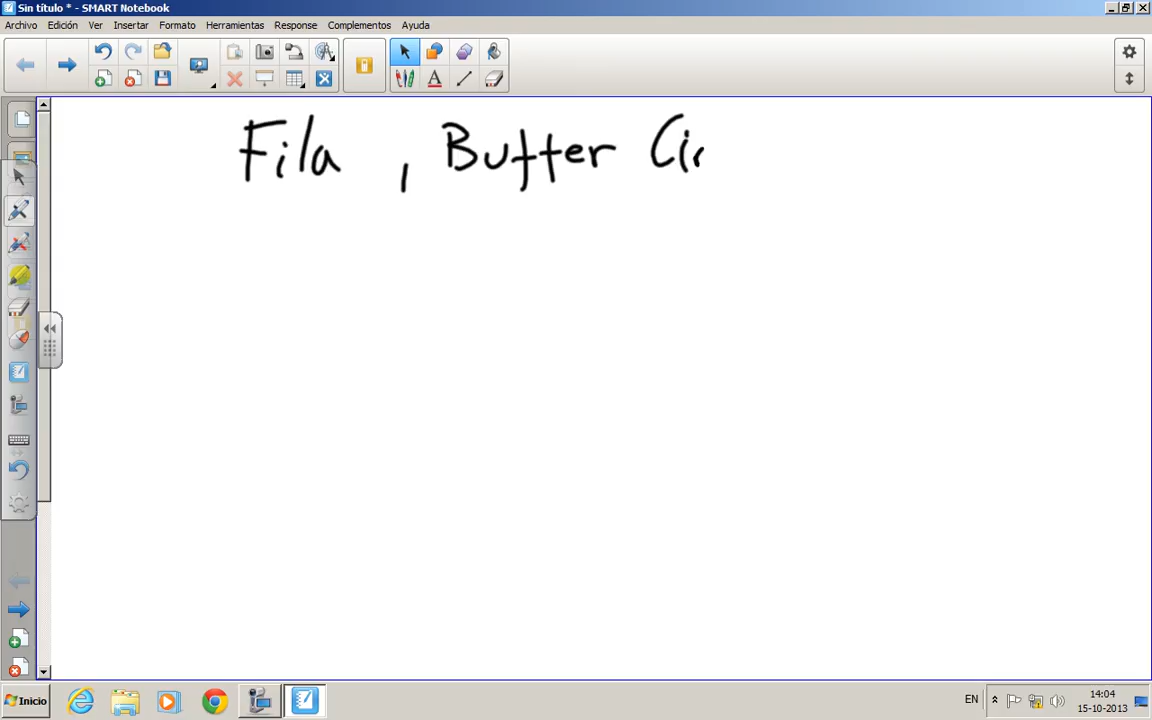 Sin título * - SMART Notebook
Archivo Edición Ver Insertar Formato Herramientas Response Complementos Ayuda
Fila , Buffer Cir
Inicio
EN
14:04
15-10-2013